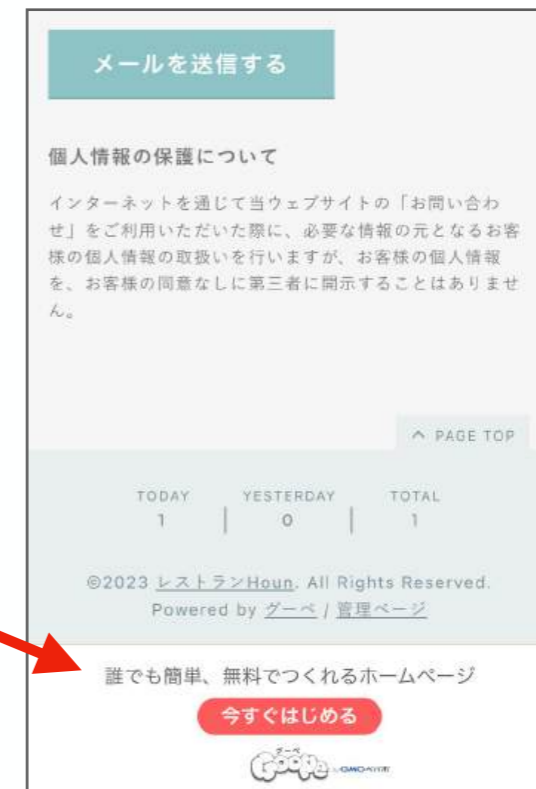 メールを送信する
個人情報の保護について
インターネットを通じて当ウェブサイトの「お問い合わ
せ」をご利用いただいた際に、必要な情報の元となるお客
様の個人情報の取扱いを行いますが、お客様の個人情報
を、お客様の同意なしに第三者に開示することはありませ
ん。
PAGE TOP
TODAY YESTERDAY TOTAL
1 | 0 | 1
©2023 レストランHoun. All Rights Reserved.
Powered by グーペ / 管理ページ
誰でも簡単、無料でつくれるホームページ
今すぐはじめる
グーペ
Goope by GMOペパボ